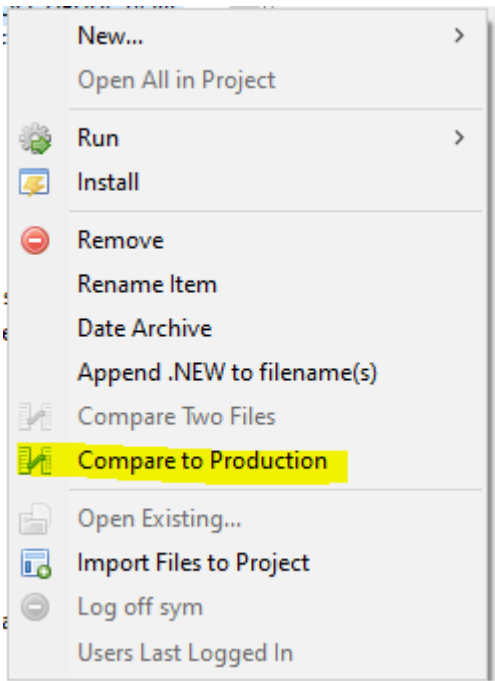 New...
Open All in Project
Run
Install
Remove
Rename Item
Date Archive
Append .NEW to filename(s)
Compare Two Files
Compare to Production
Open Existing...
Import Files to Project
Log off sym
Users Last Logged In